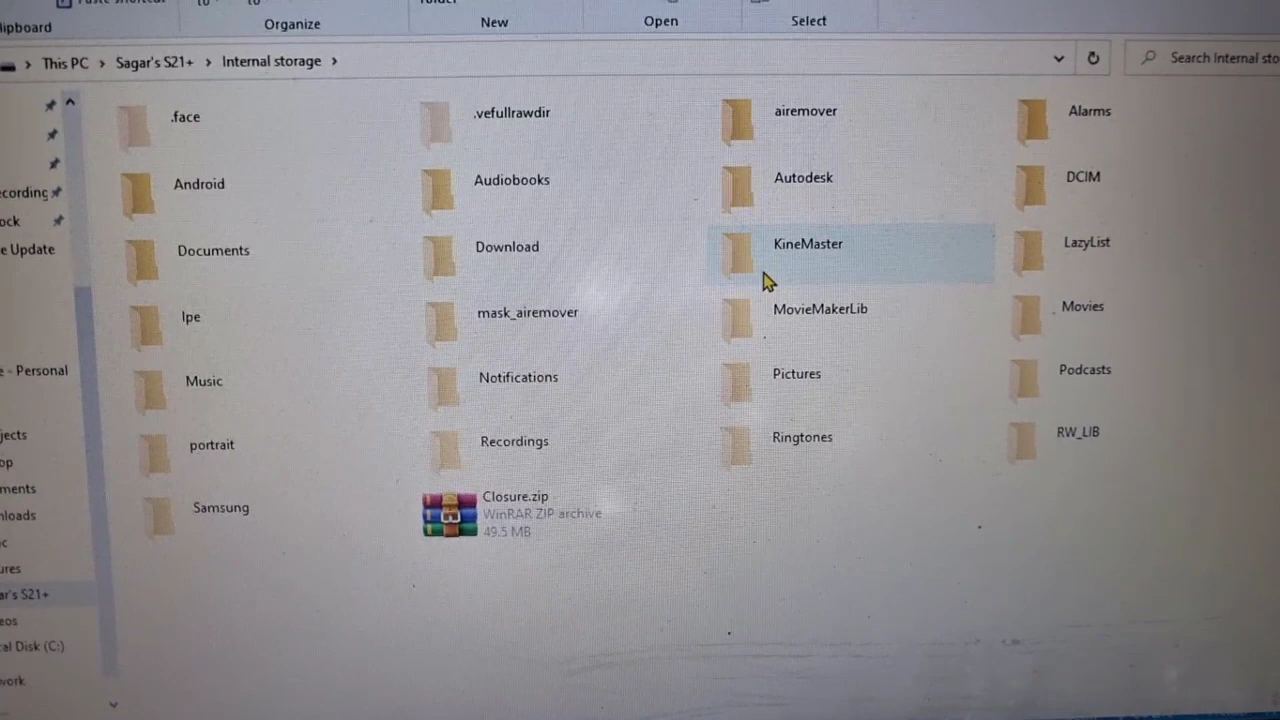 Organize
New
Open
Select
This PC > Sagar's S21+ > Internal storage >
Search Internal sto
.face
.vefullrawdir
airemover
Alarms
Android
Audiobooks
Autodesk
DCIM
Documents
Download
KineMaster
LazyList
lpe
mask_airemover
MovieMakerLib
Movies
Music
Notifications
Pictures
Podcasts
portrait
Recordings
Ringtones
RW_LIB
Samsung
Closure.zip
WinRAR ZIP archive
49.5 MB
lipboard
ecording
ock
e Update
e - Personal
jects
op
ments
nloads
c
ures
ar's S21+
eos
cal Disk (C:)
work